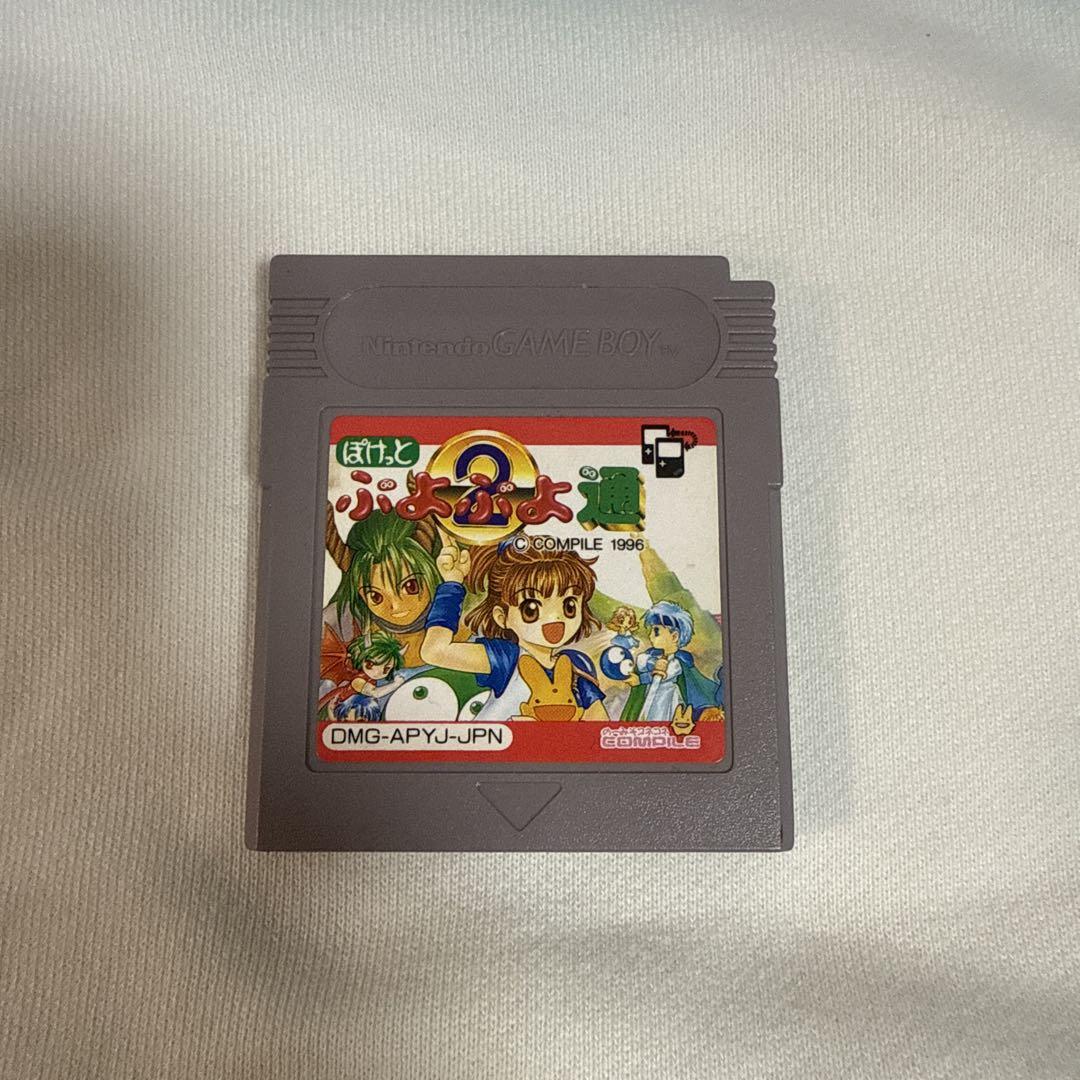 Nintendo GAME BOY TM
ぽけっと
ぷよぷよ通
2
© COMPILE 1996
DMG-APYJ-JPN
COMPILE